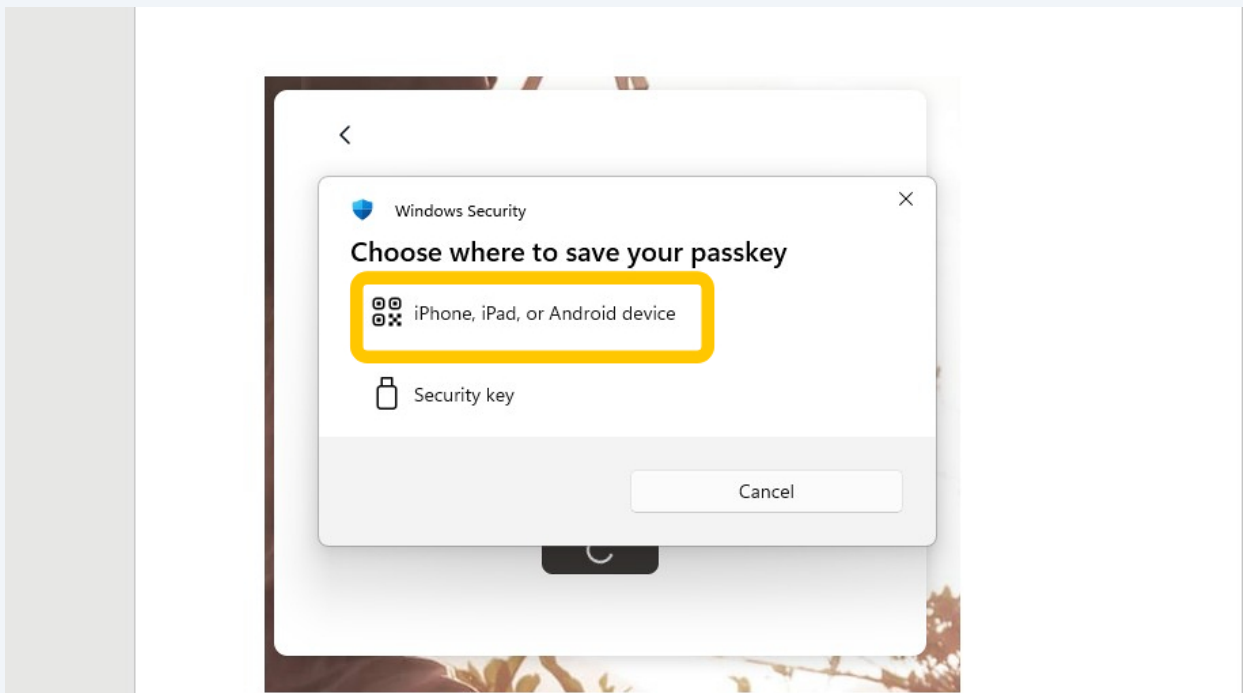 Windows Security
Choose where to save your passkey
iPhone, iPad, or Android device
Security key
Cancel